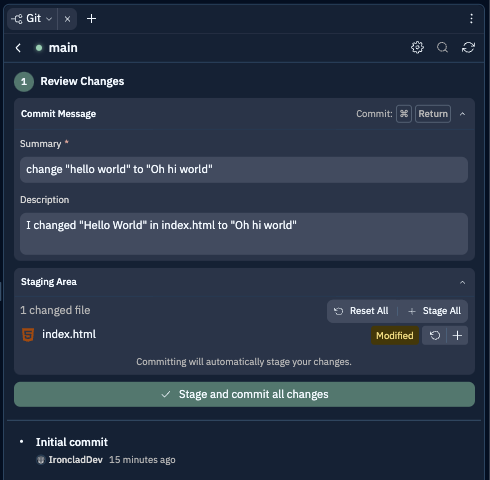 Git
main
1 Review Changes
Commit Message Commit: ⌘ Return
Summary *
change "hello world" to "Oh hi world"
Description
I changed "Hello World" in index.html to "Oh hi world"
Staging Area
1 changed file Reset All + Stage All
index.html Modified
Committing will automatically stage your changes.
Stage and commit all changes
• Initial commit
IroncladDev 15 minutes ago